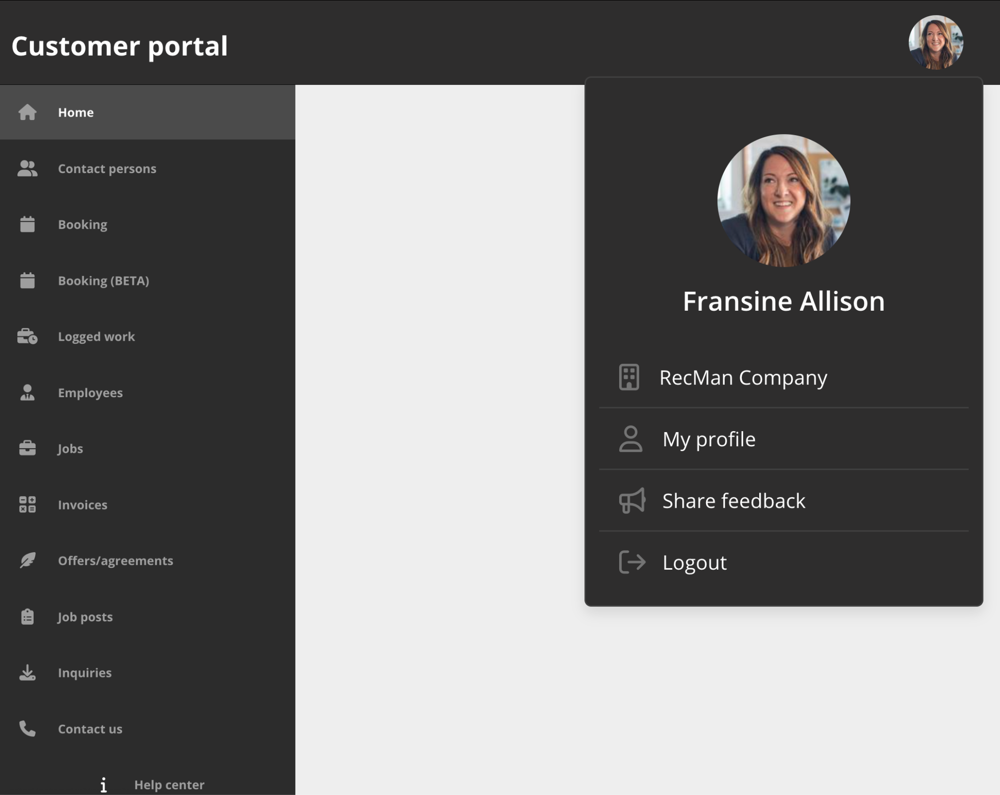 Customer portal
Home
Contact persons
Booking
Booking (BETA)
Logged work
Employees
Jobs
Invoices
Offers/agreements
Job posts
Inquiries
Contact us
Help center
Fransine Allison
RecMan Company
My profile
Share feedback
Logout